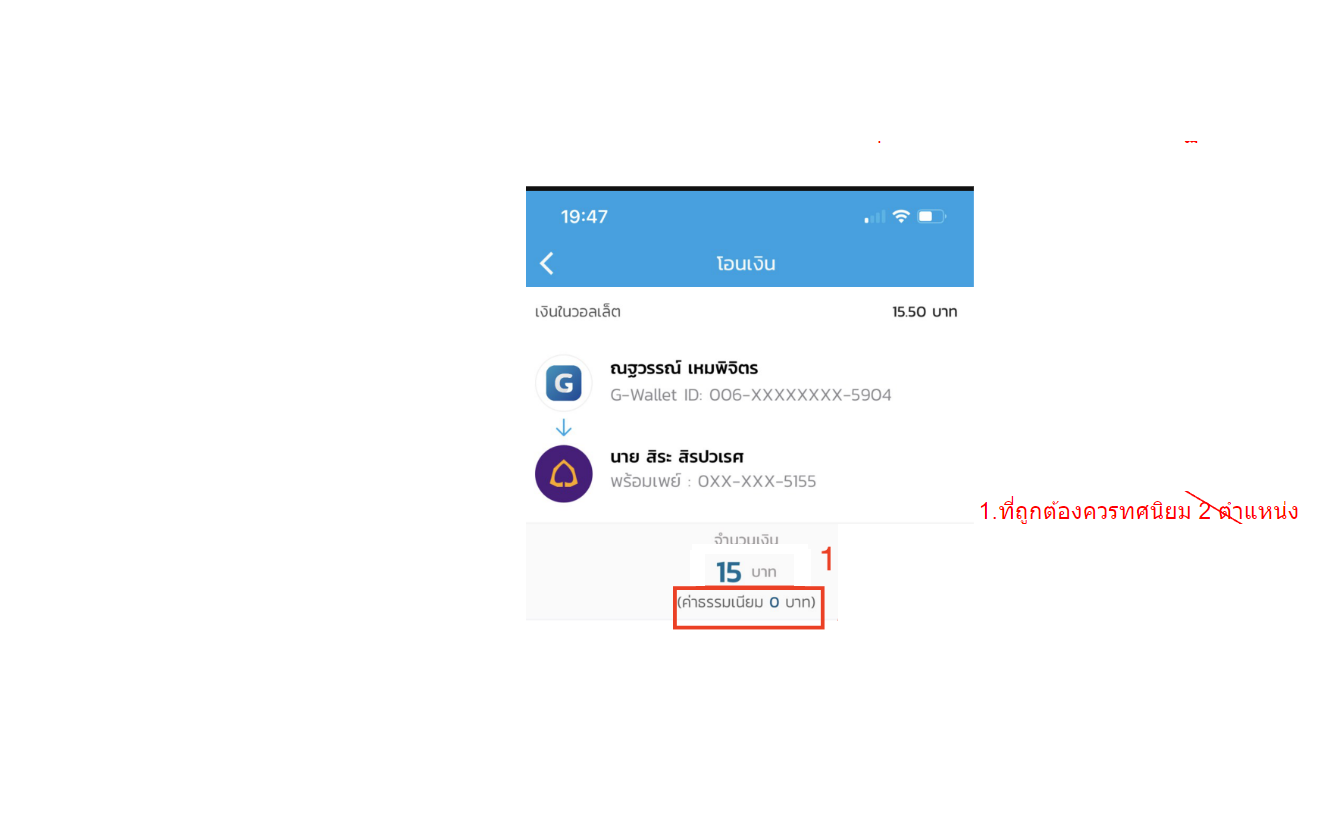 19:47
โอนเงิน
เงินในวอลเล็ต 15.50 บาท
ณฐวรรณ์ เหมพิจิตร
G
G-Wallet ID: 006-XXXXXXXX-5904
นาย สิระ สิรปวเรศ
พร้อมเพย์ : 0XX-XXX-5155
1.ที่ถูกต้องควรทศนิยม 2 ตำแหน่ง
จำนวนเงิน
1
15 บาท
(ค่าธรรมเนียม 0 บาท)